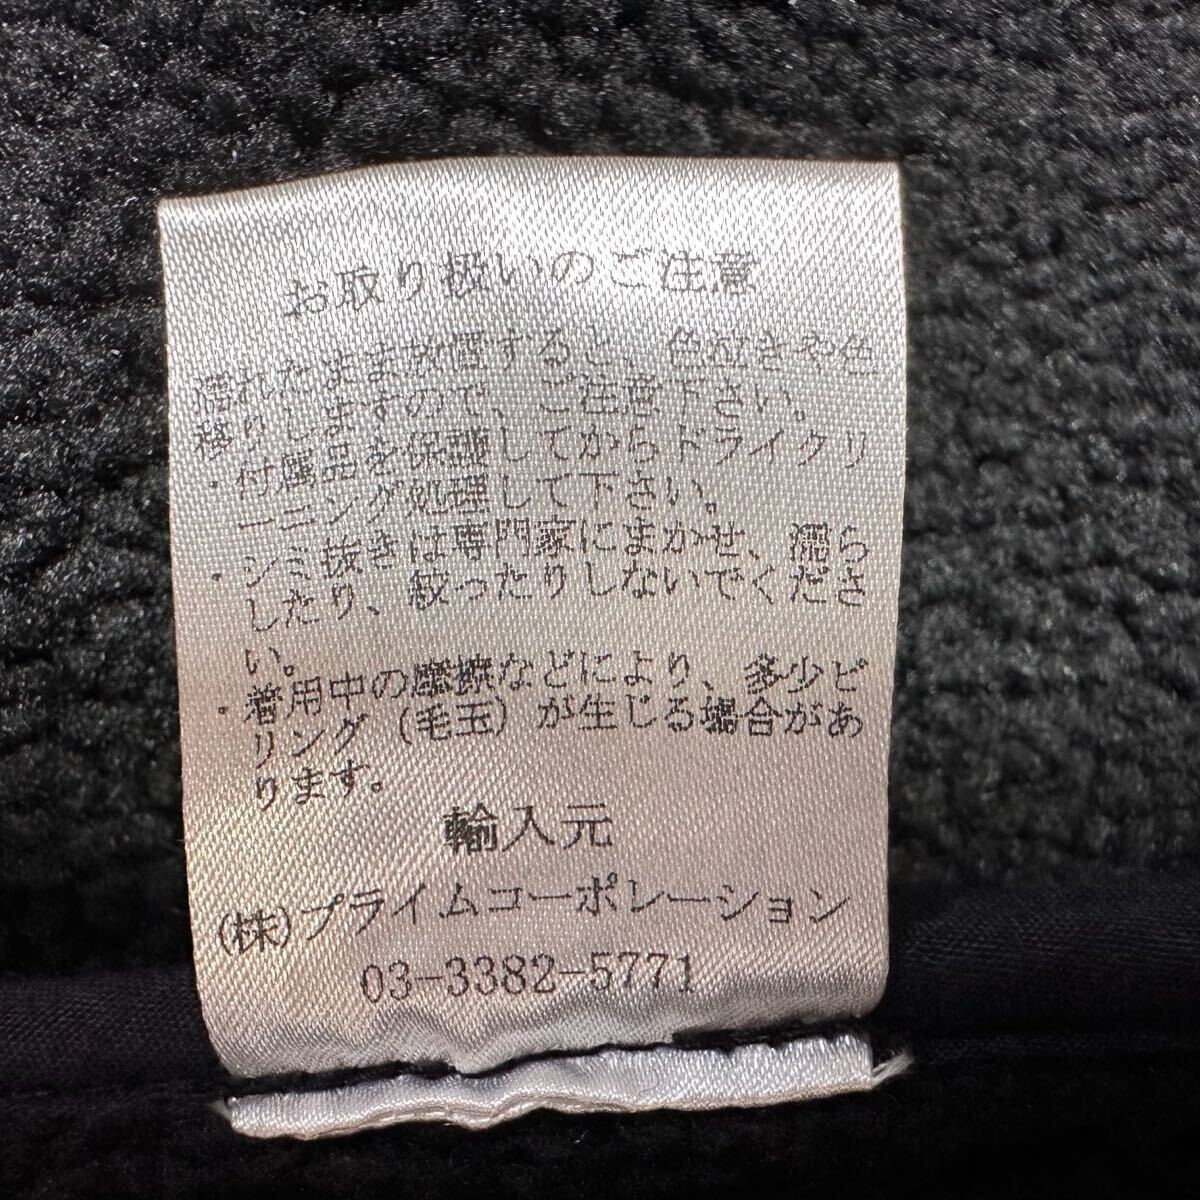 お取り扱いのご注意
濡れたまま放置すると、色泣きや色
移りしますので、ご注意下さい。
・付属品を保護してからドライクリ
ーニング処理して下さい。
・シミ抜きは専門家にまかせ、濡ら
したり、絞ったりしないでくださ
い。
・着用中の摩擦などにより、多少ピ
リング(毛玉)が生じる場合があ
ります。
輸入元
(株)プライムコーポレーション
03-3382-5771